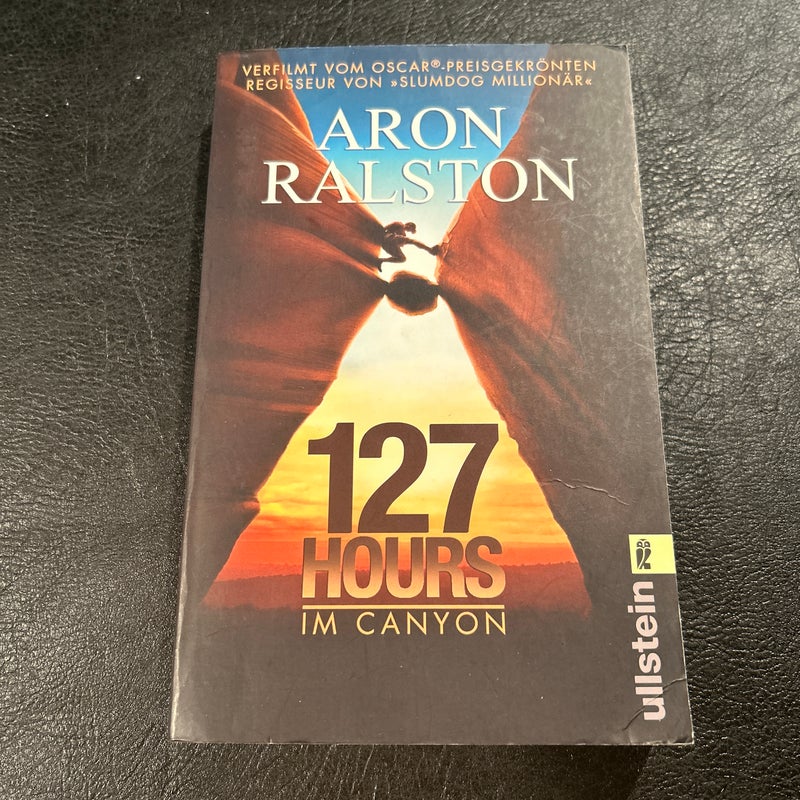 VERFILMT VOM OSCAR®-PREISGEKRÖNTEN
REGISSEUR VON »SLUMDOG MILLIONÄR«
ARON
RALSTON
127
HOURS
IM CANYON
ullstein